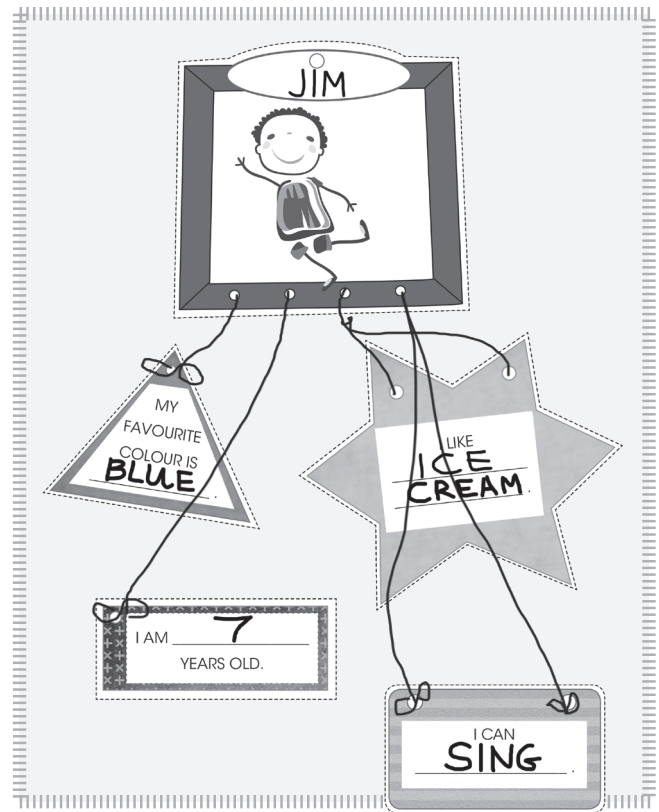 JIM
MY
FAVOURITE
COLOUR IS
BLUE.
LIKE
ICE
CREAM.
I AM 7
YEARS OLD.
I CAN
SING.